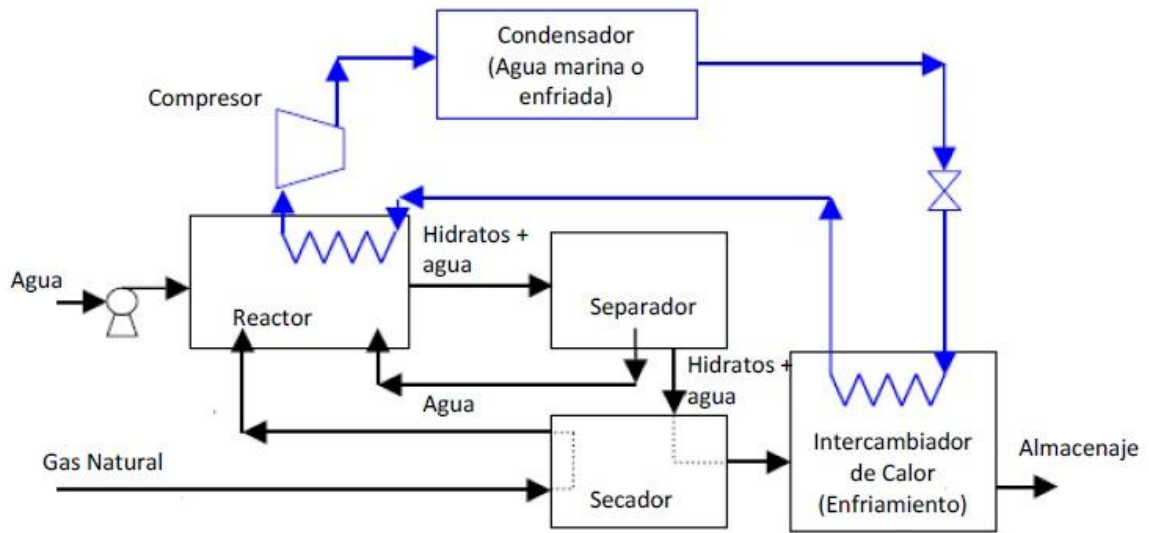 Condensador
(Agua marina o
enfriada)
Compresor
Hidratos +
agua
Agua
Reactor
Separador
Hidratos +
agua
Agua
Gas Natural
Secador
Intercambiador
de Calor
(Enfriamiento)
Almacenaje